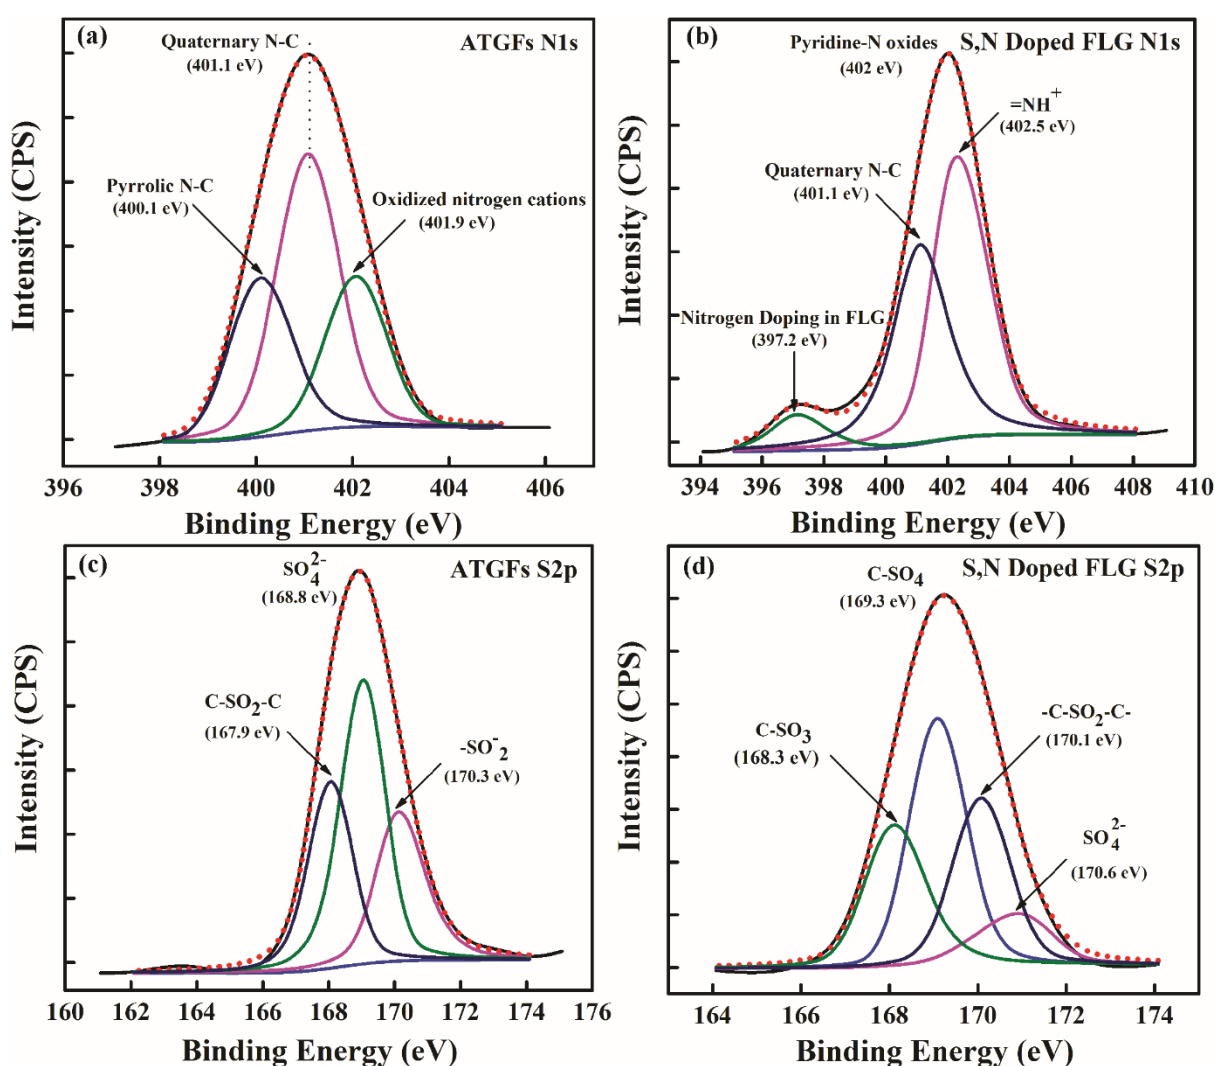 (a)
Quaternary N-C
(401.1 eV)
ATGFs N1s
Pyrrolic N-C
(400.1 eV)
Oxidized nitrogen cations
(401.9 eV)
Intensity (CPS)
396 398 400 402 404 406
Binding Energy (eV)
(b)
Pyridine-N oxides
(402 eV)
S,N Doped FLG N1s
=NH⁺
(402.5 eV)
Quaternary N-C
(401.1 eV)
Nitrogen Doping in FLG
(397.2 eV)
Intensity (CPS)
394 396 398 400 402 404 406 408 410
Binding Energy (eV)
(c)
SO₄²⁻
(168.8 eV)
ATGFs S2p
C-SO₂-C
(167.9 eV)
-SO⁻₂
(170.3 eV)
Intensity (CPS)
160 162 164 166 168 170 172 174 176
Binding Energy (eV)
(d)
C-SO₄
(169.3 eV)
S,N Doped FLG S2p
C-SO₃
(168.3 eV)
-C-SO₂-C-
(170.1 eV)
SO₄²⁻
(170.6 eV)
Intensity (CPS)
164 166 168 170 172 174
Binding Energy (eV)